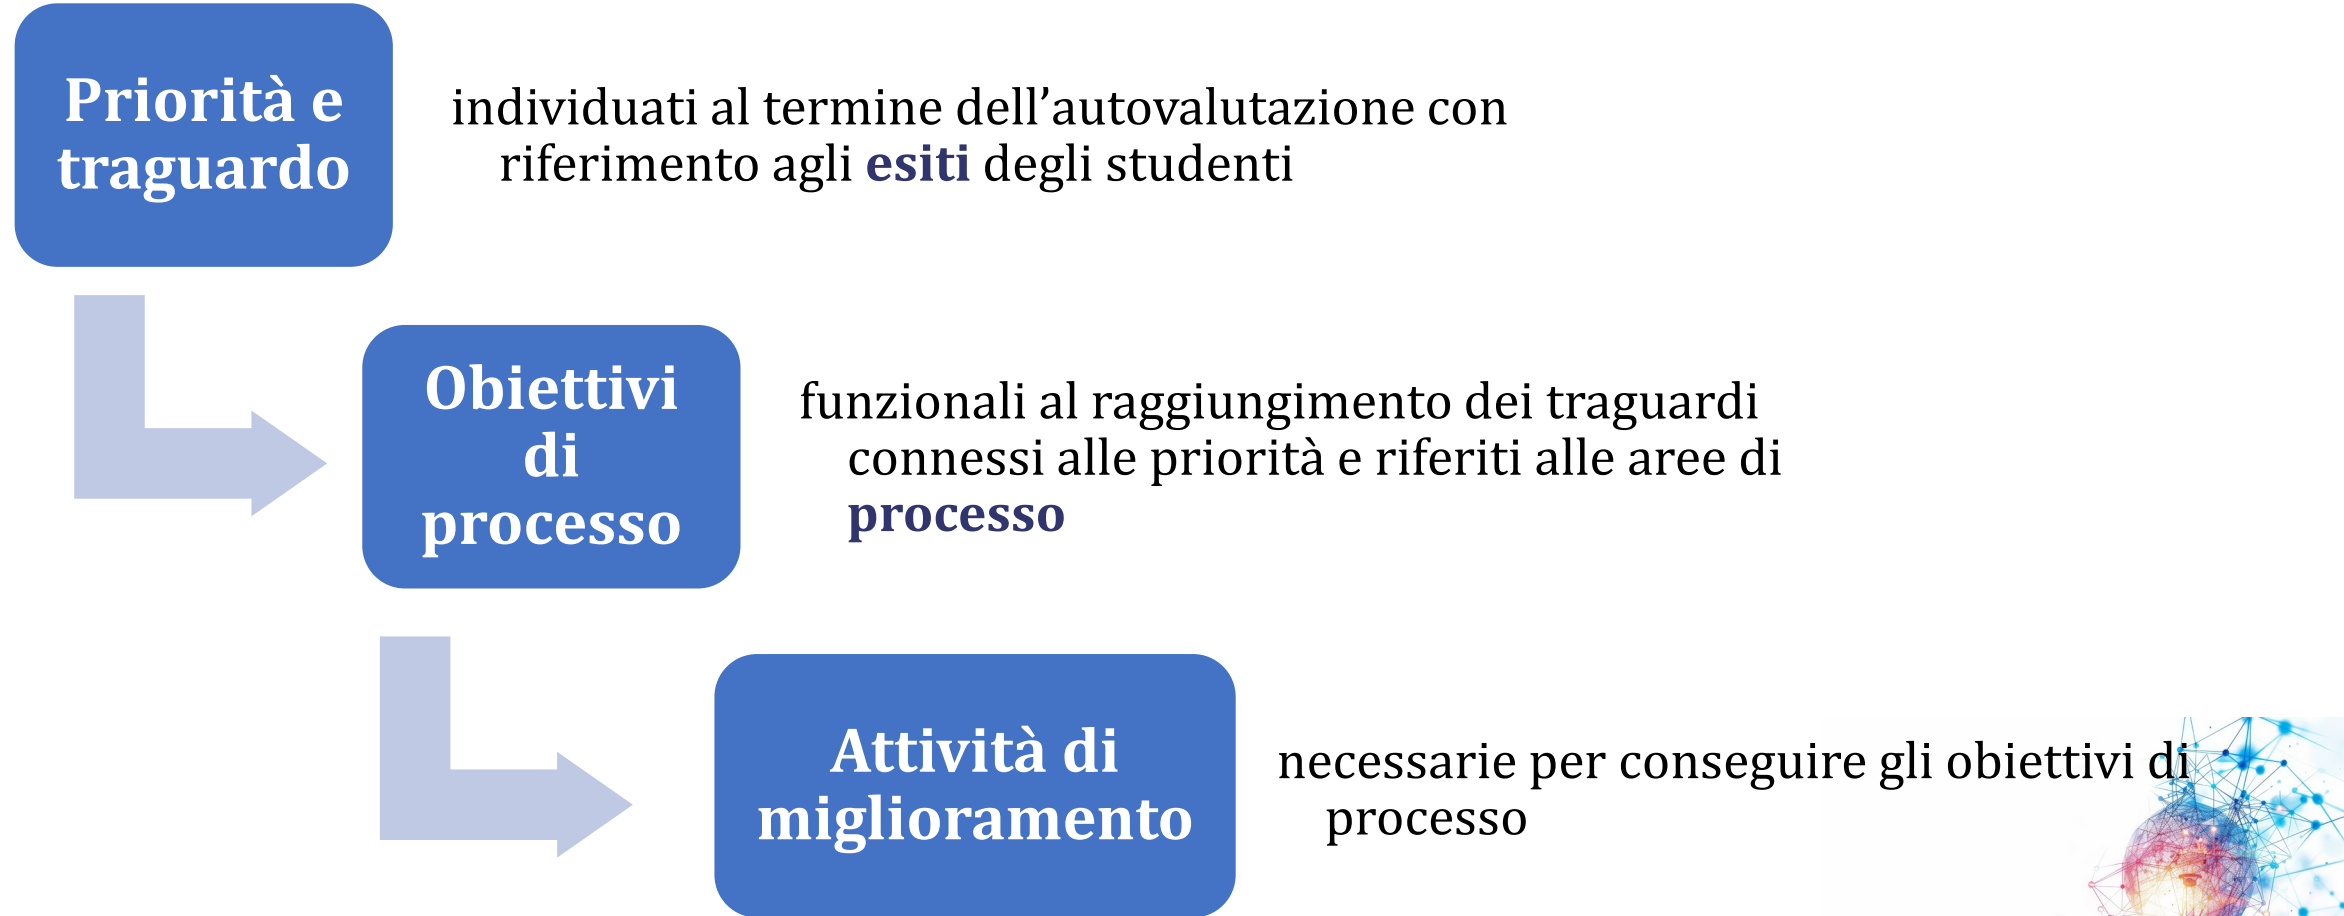 Priorità e
traguardo
individuati al termine dell’autovalutazione con
riferimento agli esiti degli studenti
Obiettivi
di
processo
funzionali al raggiungimento dei traguardi
connessi alle priorità e riferiti alle aree di
processo
Attività di
miglioramento
necessarie per conseguire gli obiettivi di
processo